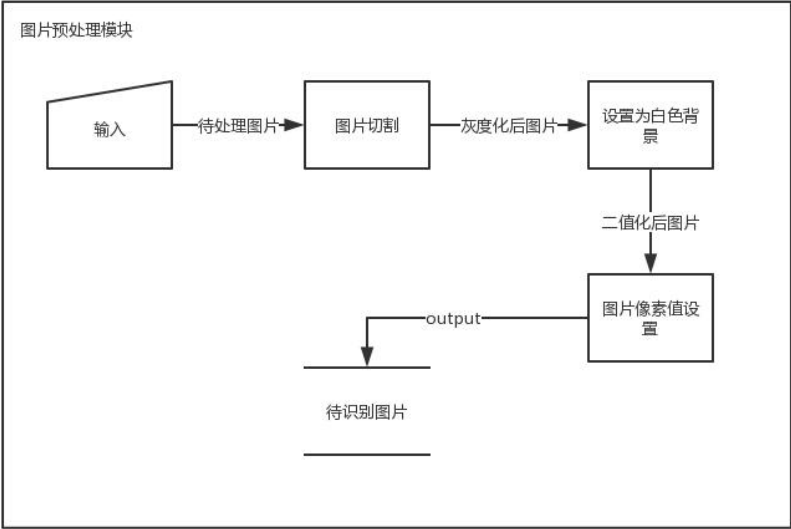 图片预处理模块
输入
待处理图片
图片切割
灰度化后图片
设置为白色背
景
二值化后图片
图片像素值设
置
output
待识别图片